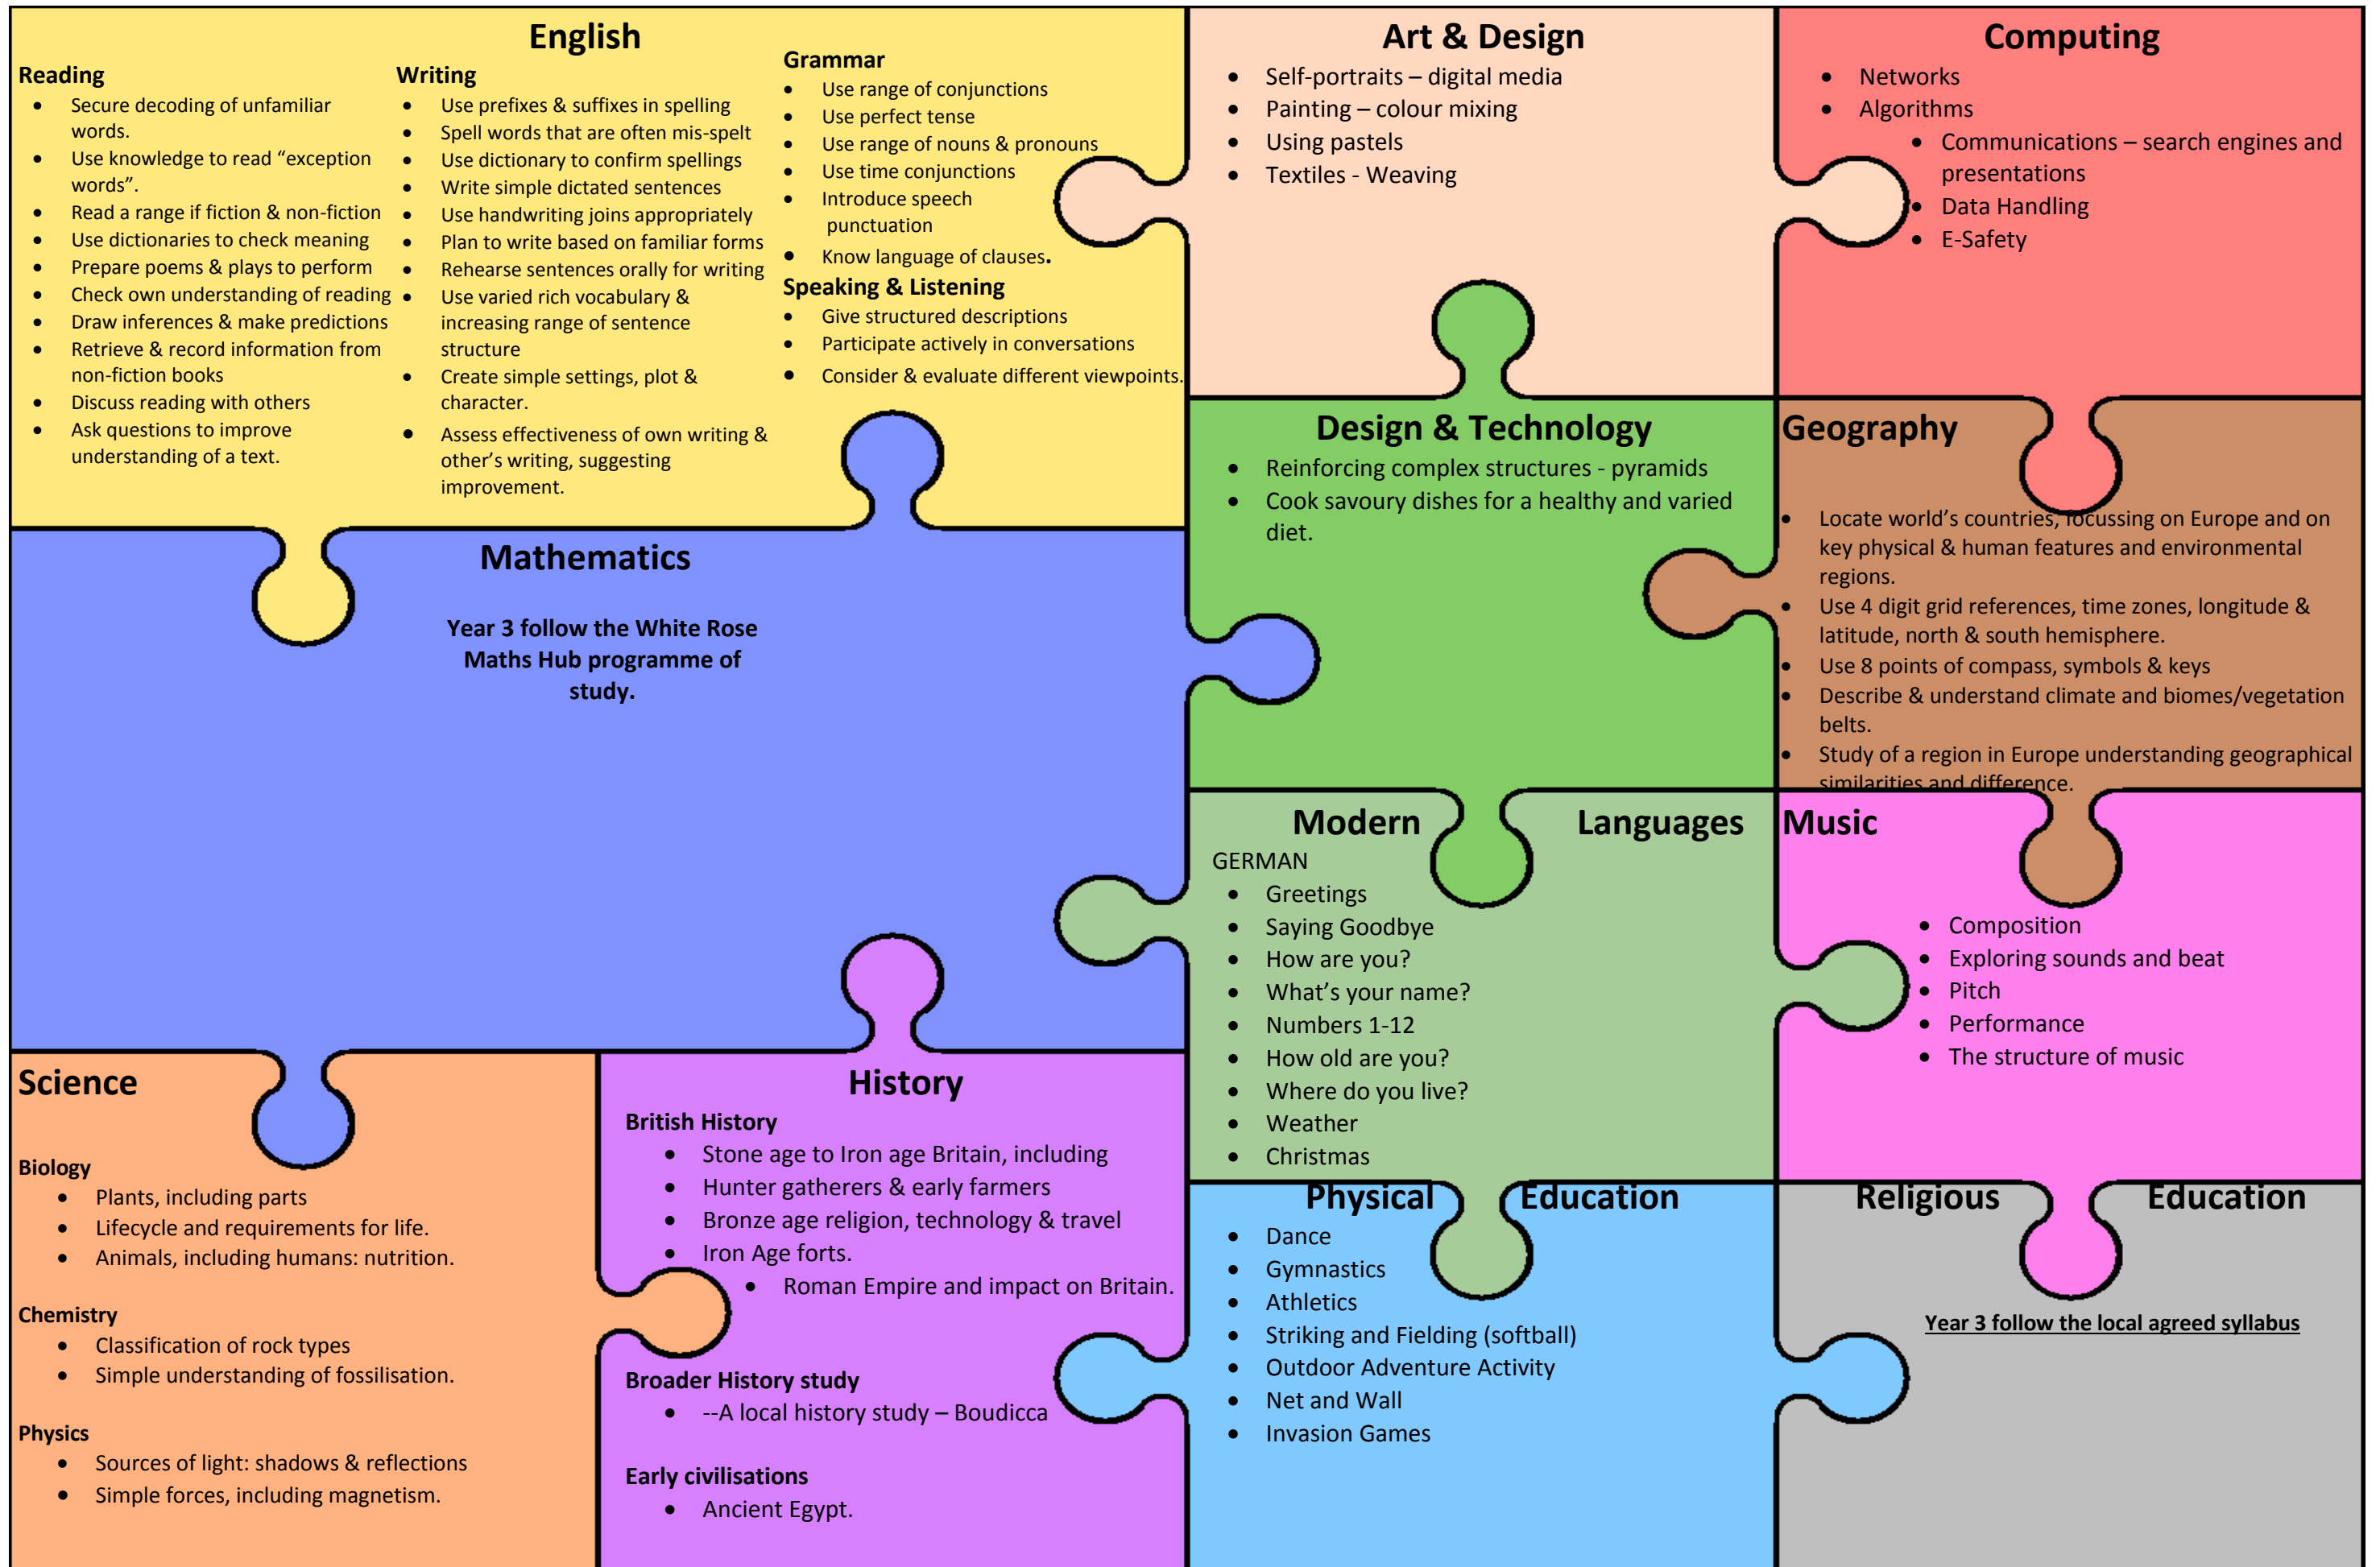 English
Reading
• Secure decoding of unfamiliar
words.
• Use knowledge to read “exception
words”.
• Read a range if fiction & non-fiction
• Use dictionaries to check meaning
• Prepare poems & plays to perform
• Check own understanding of reading
• Draw inferences & make predictions
• Retrieve & record information from
non-fiction books
• Discuss reading with others
• Ask questions to improve
understanding of a text.
Writing
• Use prefixes & suffixes in spelling
• Spell words that are often mis-spelt
• Use dictionary to confirm spellings
• Write simple dictated sentences
• Use handwriting joins appropriately
• Plan to write based on familiar forms
• Rehearse sentences orally for writing
• Use varied rich vocabulary &
increasing range of sentence
structure
• Create simple settings, plot &
character.
• Assess effectiveness of own writing &
other’s writing, suggesting
improvement.
Grammar
• Use range of conjunctions
• Use perfect tense
• Use range of nouns & pronouns
• Use time conjunctions
• Introduce speech
punctuation
• Know language of clauses.
Speaking & Listening
• Give structured descriptions
• Participate actively in conversations
• Consider & evaluate different viewpoints.
Art & Design
• Self-portraits – digital media
• Painting – colour mixing
• Using pastels
• Textiles - Weaving
Computing
• Networks
• Algorithms
• Communications – search engines and
presentations
• Data Handling
• E-Safety
Design & Technology
• Reinforcing complex structures - pyramids
• Cook savoury dishes for a healthy and varied
diet.
Geography
• Locate world’s countries, focussing on Europe and on
key physical & human features and environmental
regions.
• Use 4 digit grid references, time zones, longitude &
latitude, north & south hemisphere.
• Use 8 points of compass, symbols & keys
• Describe & understand climate and biomes/vegetation
belts.
• Study of a region in Europe understanding geographical
similarities and difference.
Mathematics
Year 3 follow the White Rose
Maths Hub programme of
study.
Modern Languages
GERMAN
• Greetings
• Saying Goodbye
• How are you?
• What’s your name?
• Numbers 1-12
• How old are you?
• Where do you live?
• Weather
• Christmas
Music
• Composition
• Exploring sounds and beat
• Pitch
• Performance
• The structure of music
Science
Biology
• Plants, including parts
• Lifecycle and requirements for life.
• Animals, including humans: nutrition.
Chemistry
• Classification of rock types
• Simple understanding of fossilisation.
Physics
• Sources of light: shadows & reflections
• Simple forces, including magnetism.
History
British History
• Stone age to Iron age Britain, including
• Hunter gatherers & early farmers
• Bronze age religion, technology & travel
• Iron Age forts.
• Roman Empire and impact on Britain.
Broader History study
• --A local history study – Boudicca
Early civilisations
• Ancient Egypt.
Physical Education
• Dance
• Gymnastics
• Athletics
• Striking and Fielding (softball)
• Outdoor Adventure Activity
• Net and Wall
• Invasion Games
Religious Education
Year 3 follow the local agreed syllabus